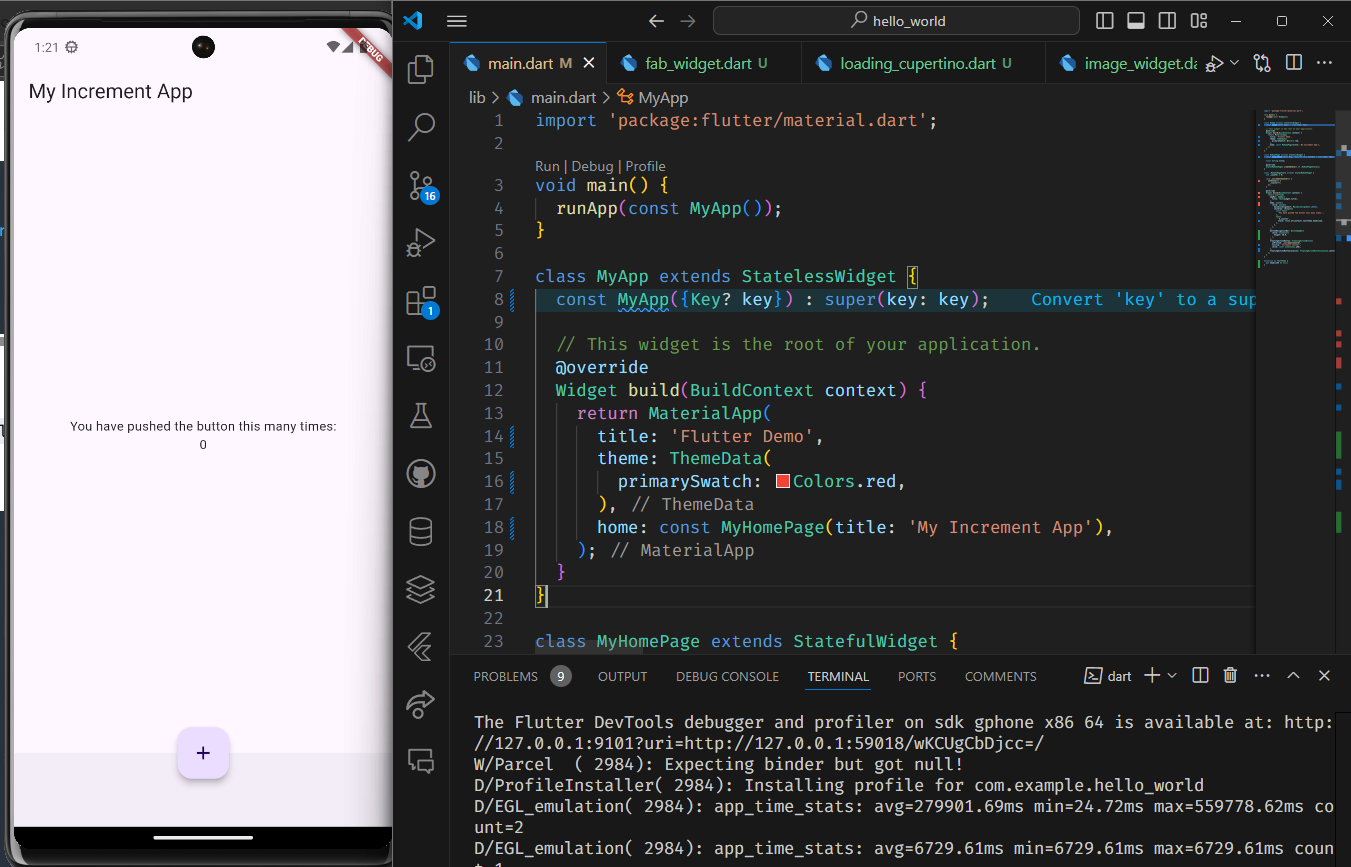 1:21
DEBUG
My Increment App
You have pushed the button this many times:
0
+
hello_world
main.dart M
fab_widget.dart U
loading_cupertino.dart U
image_widget.da
lib > main.dart > MyApp
16
1
1 import 'package:flutter/material.dart';
2
Run | Debug | Profile
3 void main() {
4 runApp(const MyApp());
5 }
6
7 class MyApp extends StatelessWidget {
8 const MyApp({Key? key}) : super(key: key); Convert 'key' to a sup
9
10 // This widget is the root of your application.
11 @override
12 Widget build(BuildContext context) {
13 return MaterialApp(
14 title: 'Flutter Demo',
15 theme: ThemeData(
16 primarySwatch: Colors.red,
17 ), // ThemeData
18 home: const MyHomePage(title: 'My Increment App'),
19 ); // MaterialApp
20 }
21 }
22
23 class MyHomePage extends StatefulWidget {
PROBLEMS 9 OUTPUT DEBUG CONSOLE TERMINAL PORTS COMMENTS dart
The Flutter DevTools debugger and profiler on sdk gphone x86 64 is available at: http:
//127.0.0.1:9101?uri=http://127.0.0.1:59018/wKCUgCbDjcc=/
W/Parcel  ( 2984): Expecting binder but got null!
D/ProfileInstaller( 2984): Installing profile for com.example.hello_world
D/EGL_emulation( 2984): app_time_stats: avg=279901.69ms min=24.72ms max=559778.62ms co
unt=2
D/EGL_emulation( 2984): app_time_stats: avg=6729.61ms min=6729.61ms max=6729.61ms coun